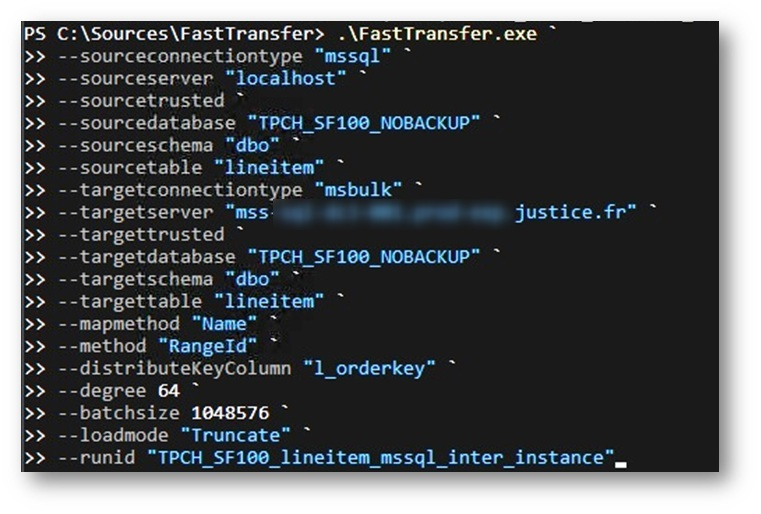 PS C:\Sources\FastTransfer> .\FastTransfer.exe `
>> --sourceconnectiontype "mssql" `
>> --sourceserver "localhost" `
>> --sourcetrusted `
>> --sourcedatabase "TPCH_SF100_NOBACKUP" `
>> --sourceschema "dbo" `
>> --sourcetable "lineitem" `
>> --targetconnectiontype "msbulk" `
>> --targetserver "mss- justice.fr" `
>> --targettrusted `
>> --targetdatabase "TPCH_SF100_NOBACKUP" `
>> --targetschema "dbo" `
>> --targettable "lineitem" `
>> --mapmethod "Name" `
>> --method "RangeId" `
>> --distributeKeyColumn "l_orderkey" `
>> --degree 64 `
>> --batchsize 1048576 `
>> --loadmode "Truncate" `
>> --runid "TPCH_SF100_lineitem_mssql_inter_instance"